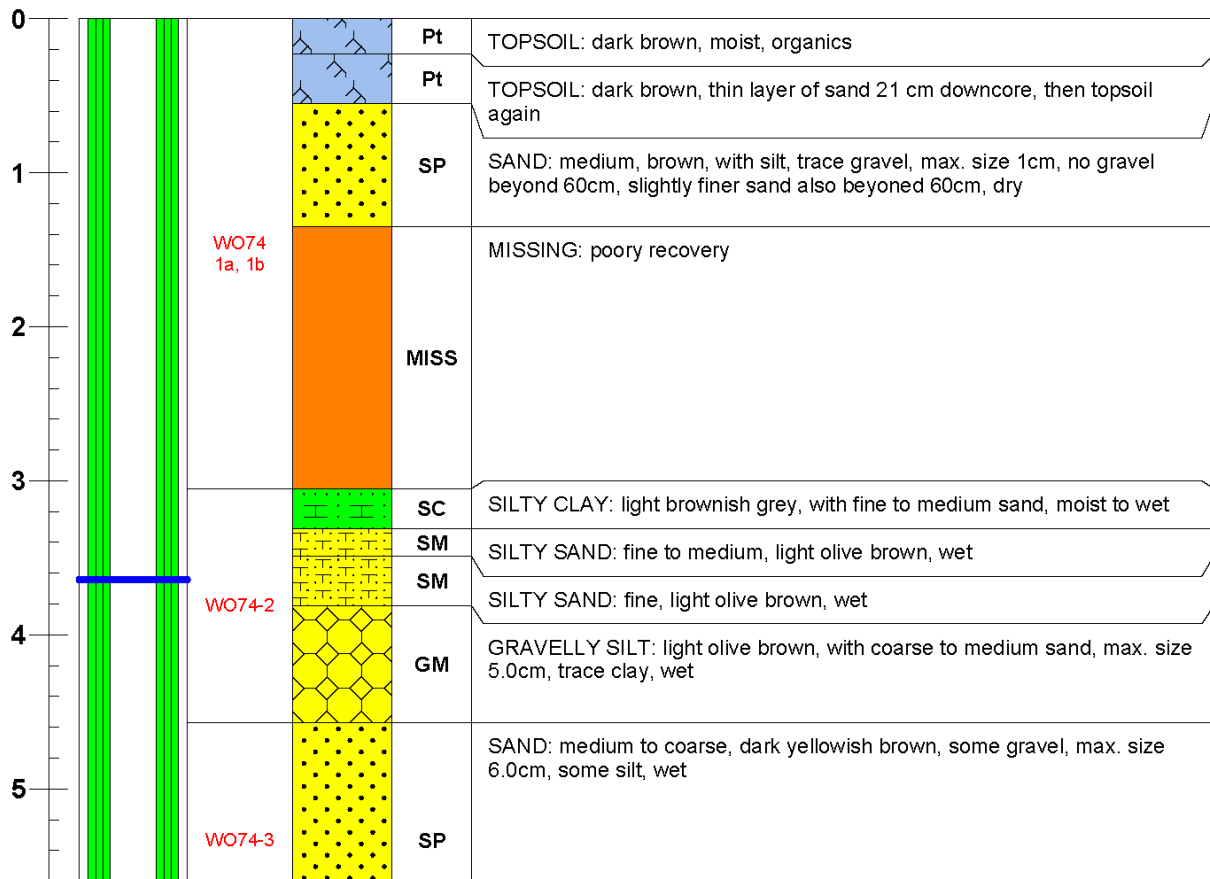 0
Pt
TOPSOIL: dark brown, moist, organics
Pt
TOPSOIL: dark brown, thin layer of sand 21 cm downcore, then topsoil
again
1
SP
SAND: medium, brown, with silt, trace gravel, max. size 1cm, no gravel
beyond 60cm, slightly finer sand also beyoned 60cm, dry
WO74
1a, 1b
MISSING: poory recovery
2
MISS
3
SC
SILTY CLAY: light brownish grey, with fine to medium sand, moist to wet
SM
SILTY SAND: fine to medium, light olive brown, wet
SM
SILTY SAND: fine, light olive brown, wet
WO74-2
4
GM
GRAVELLY SILT: light olive brown, with coarse to medium sand, max. size
5.0cm, trace clay, wet
SAND: medium to coarse, dark yellowish brown, some gravel, max. size
6.0cm, some silt, wet
5
WO74-3
SP